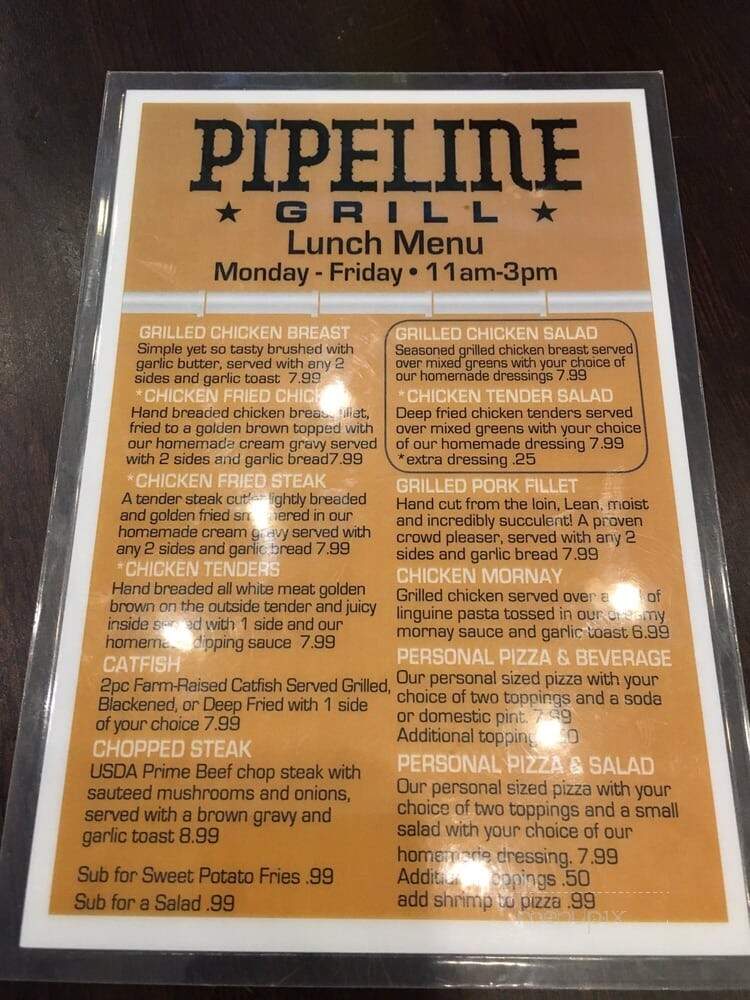 PIPELINE
★ GRILL ★
Lunch Menu
Monday - Friday • 11am-3pm
GRILLED CHICKEN BREAST
Simple yet so tasty brushed with
garlic butter, served with any 2
sides and garlic toast 7.99
*CHICKEN FRIED
Hand breaded chicken breast fillet,
fried to a golden brown topped with
our homemade cream gravy served
with 2 sides and garlic bread7.99
*CHICKEN FRIED STEAK
A tender steak cutlet lightly breaded
and golden fried smothered in our
homemade cream gravy served with
any 2 sides and garlic bread 7.99
*CHICKEN TENDERS
Hand breaded all white meat golden
brown on the outside tender and juicy
inside served with 1 side and our
homemade dipping sauce 7.99
CATFISH
2pc Farm-Raised Catfish Served Grilled,
Blackened, or Deep Fried with 1 side
of your choice 7.99
CHOPPED STEAK
USDA Prime Beef chop steak with
sauteed mushrooms and onions,
served with a brown gravy and
garlic toast 8.99
Sub for Sweet Potato Fries .99
Sub for a Salad .99
GRILLED CHICKEN SALAD
Seasoned grilled chicken breast served
over mixed greens with your choice of
our homemade dressings 7.99
*CHICKEN TENDER SALAD
Deep fried chicken tenders served
over mixed greens with your choice
of our homemade dressing 7.99
*extra dressing .25
GRILLED PORK FILLET
Hand cut from the loin, Lean, moist
and incredibly succulent! A proven
crowd pleaser, served with any 2
sides and garlic bread 7.99
CHICKEN MORNAY
Grilled chicken served over a of
linguine pasta tossed in our creamy
mornay sauce and garlic toast 6.99
PERSONAL PIZZA & BEVERAGE
Our personal sized pizza with your
choice of two toppings and a soda
or domestic pint. 7.99
Additional topping
PERSONAL PIZZA & SALAD
Our personal sized pizza with your
choice of two toppings and a small
salad with your choice of our
homemade dressing. 7.99
Additional toppings .50
add shrimp to pizza .99
menupix